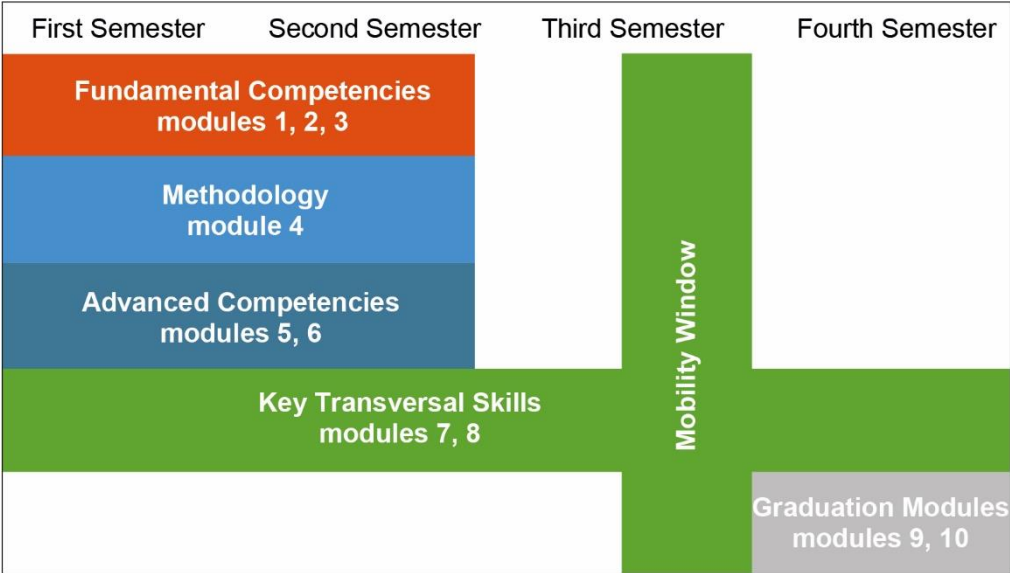 First Semester Second Semester Third Semester Fourth Semester
Fundamental Competencies
modules 1, 2, 3
Methodology
module 4
Advanced Competencies
modules 5, 6
Key Transversal Skills
modules 7, 8
Mobility Window
Graduation Modules
modules 9, 10